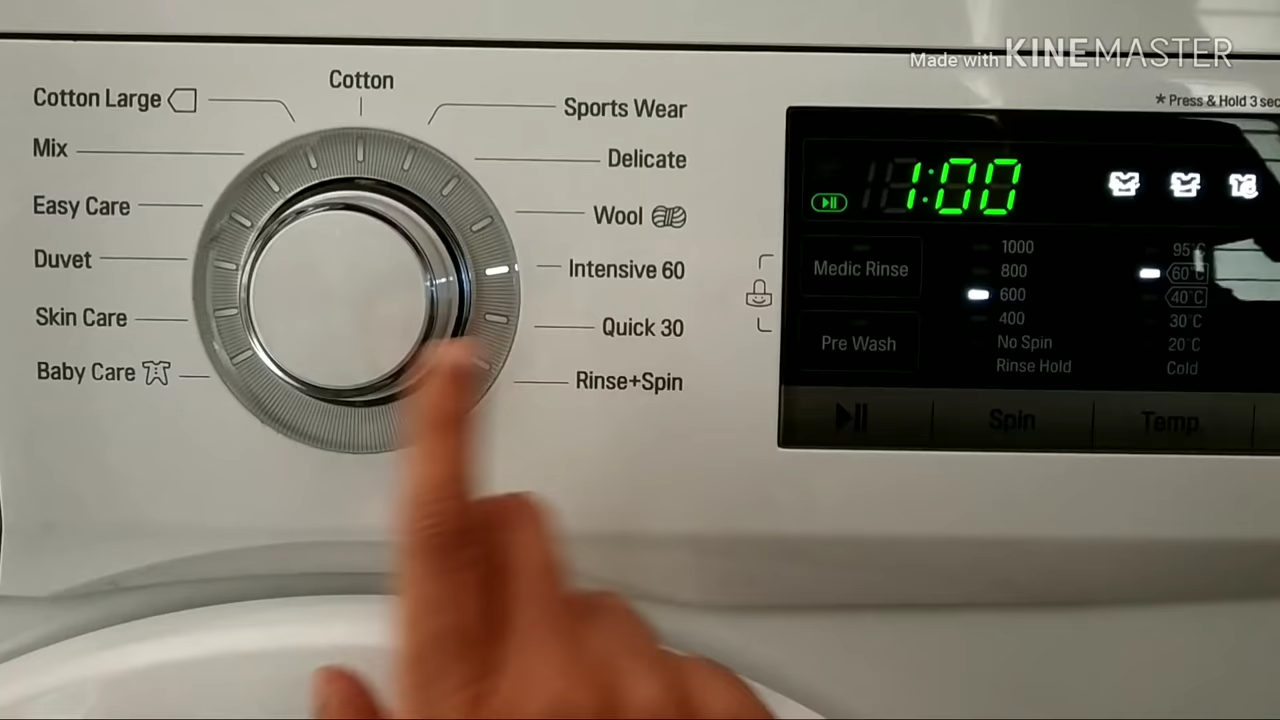 Made with KINEMASTER
* Press & Hold 3 sec
Cotton Large
Mix
Easy Care
Duvet
Skin Care
Baby Care
Cotton
Sports Wear
Delicate
Wool
Intensive 60
Quick 30
Rinse+Spin
1:00
Medic Rinse
Pre Wash
1000
800
600
400
No Spin
Rinse Hold
95°C
60°C
40°C
30°C
20°C
Cold
Spin
Temp.